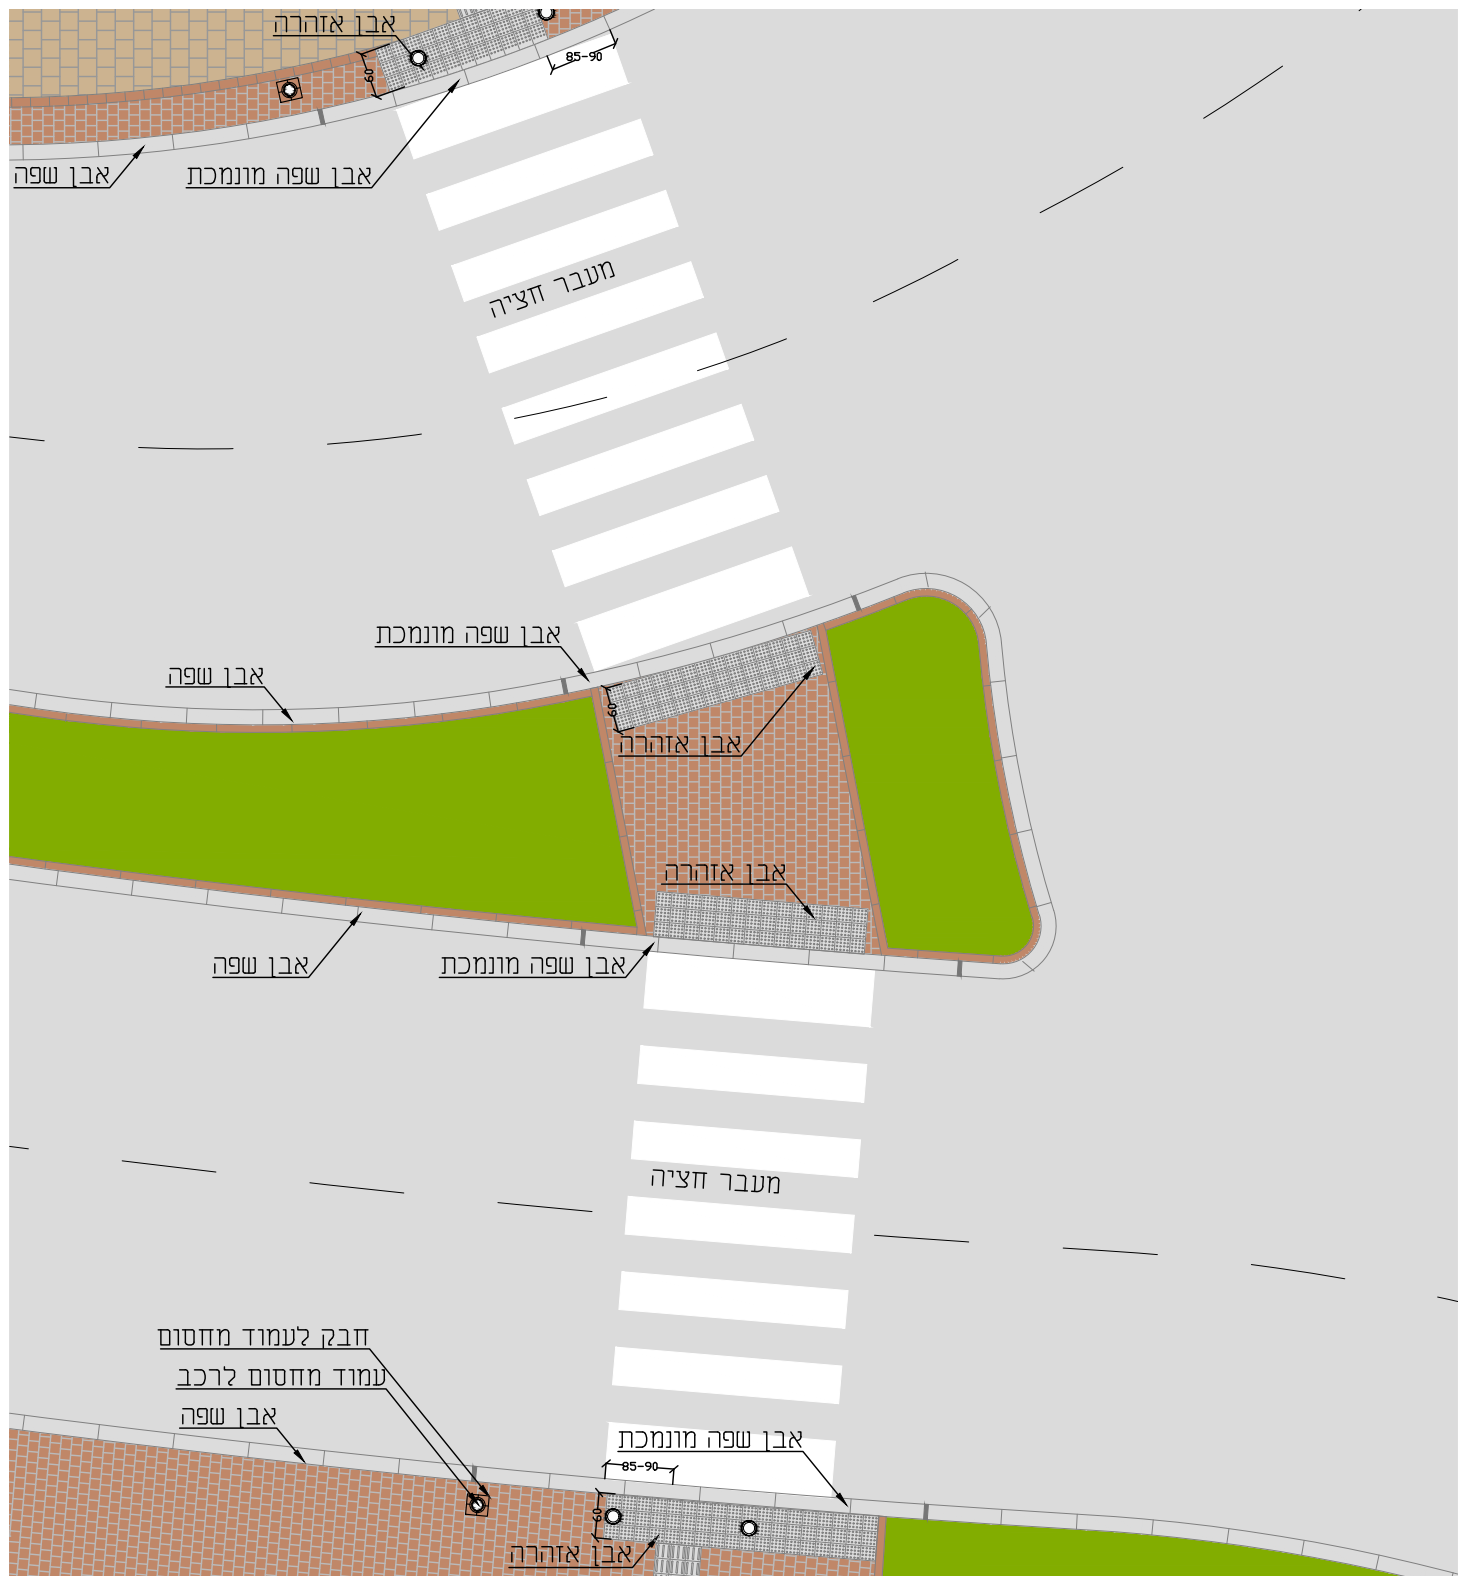 אבן אזהרה
85-90
60
אבן שפה
אבן שפה מונמכת
מעבר חציה
אבן שפה מונמכת
אבן שפה
60
אבן אזהרה
אבן אזהרה
אבן שפה
אבן שפה מונמכת
מעבר חציה
חבק לעמוד מחסום
עמוד מחסום לרכב
אבן שפה
אבן שפה מונמכת
85-90
60
אבן אזהרה